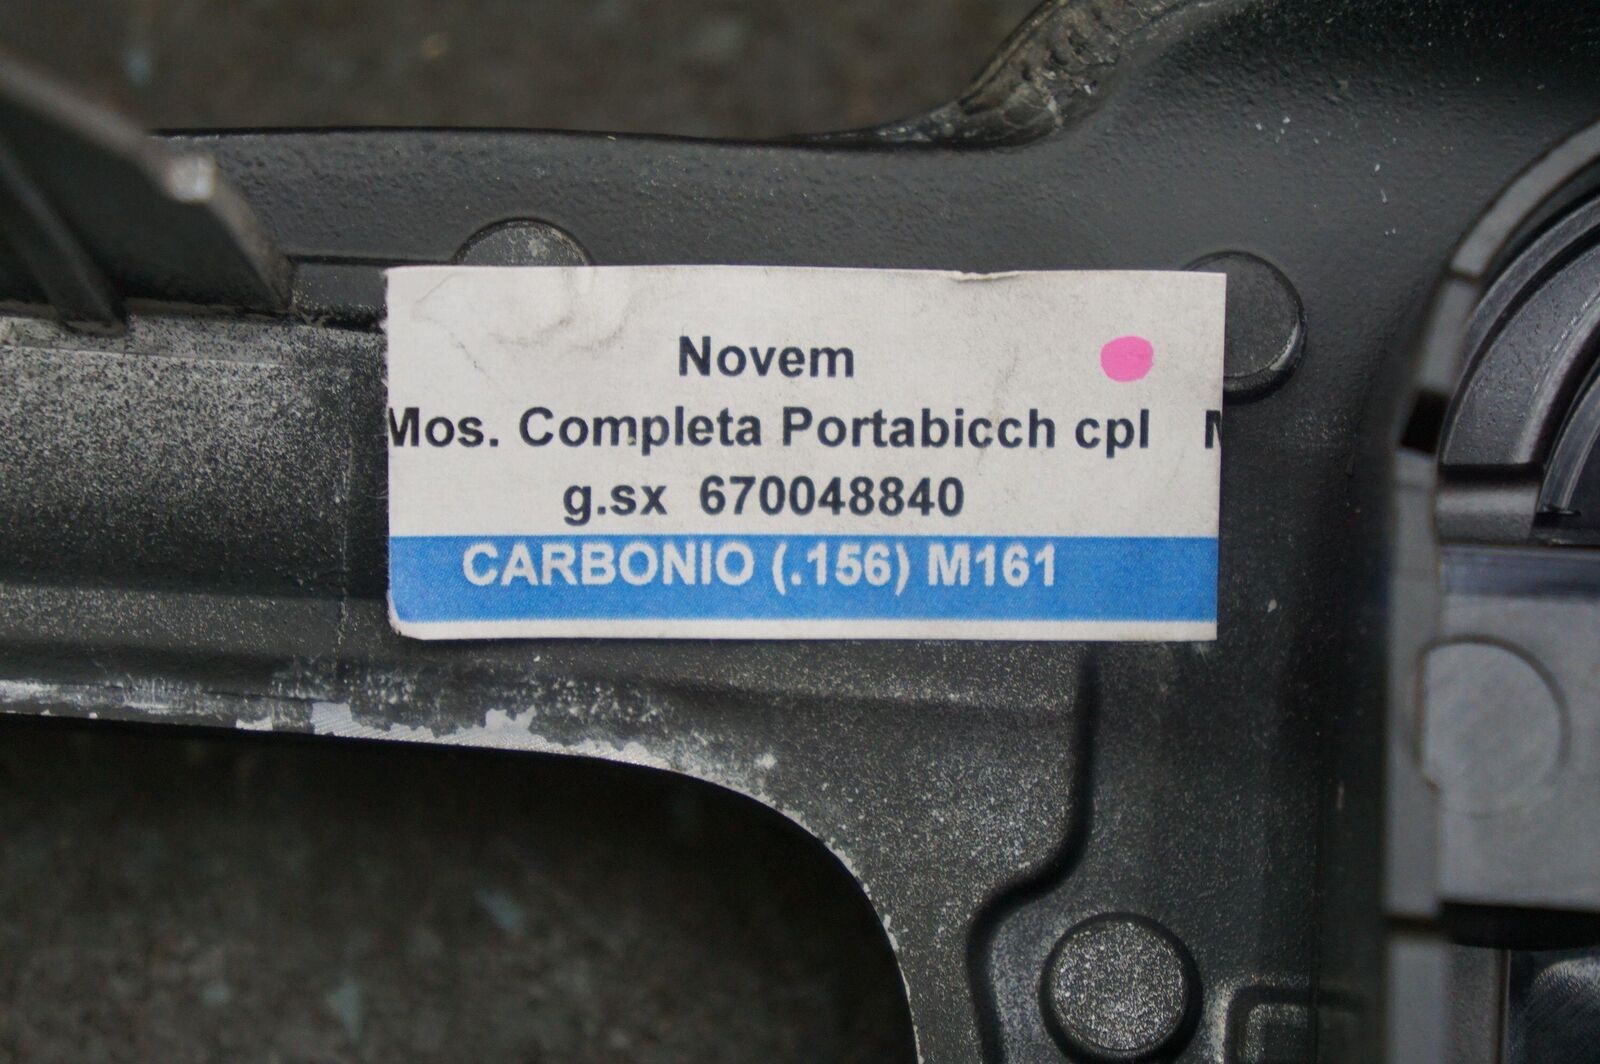 Novem
Mos. Completa Portabicch cpl M
g.sx 670048840
CARBONIO (.156) M161